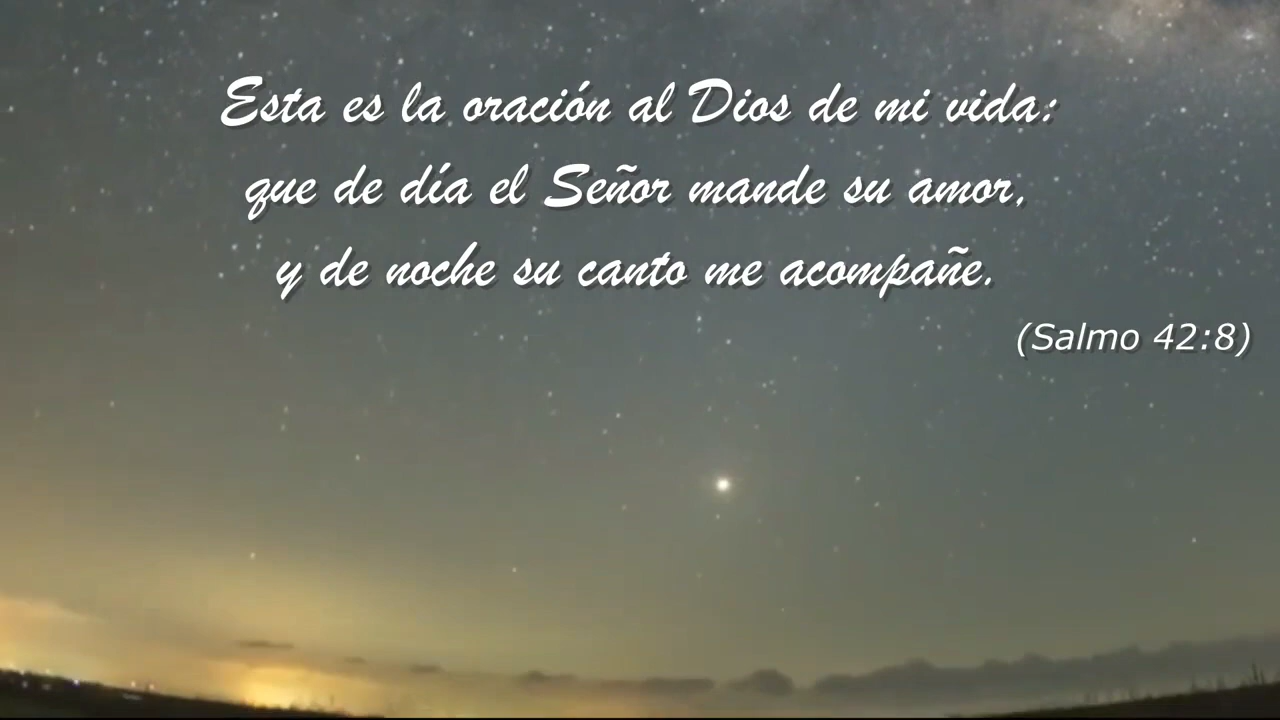 Esta es la oración al Dios de mi vida:
que de día el Señor mande su amor,
y de noche su canto me acompañe.
(Salmo 42:8)